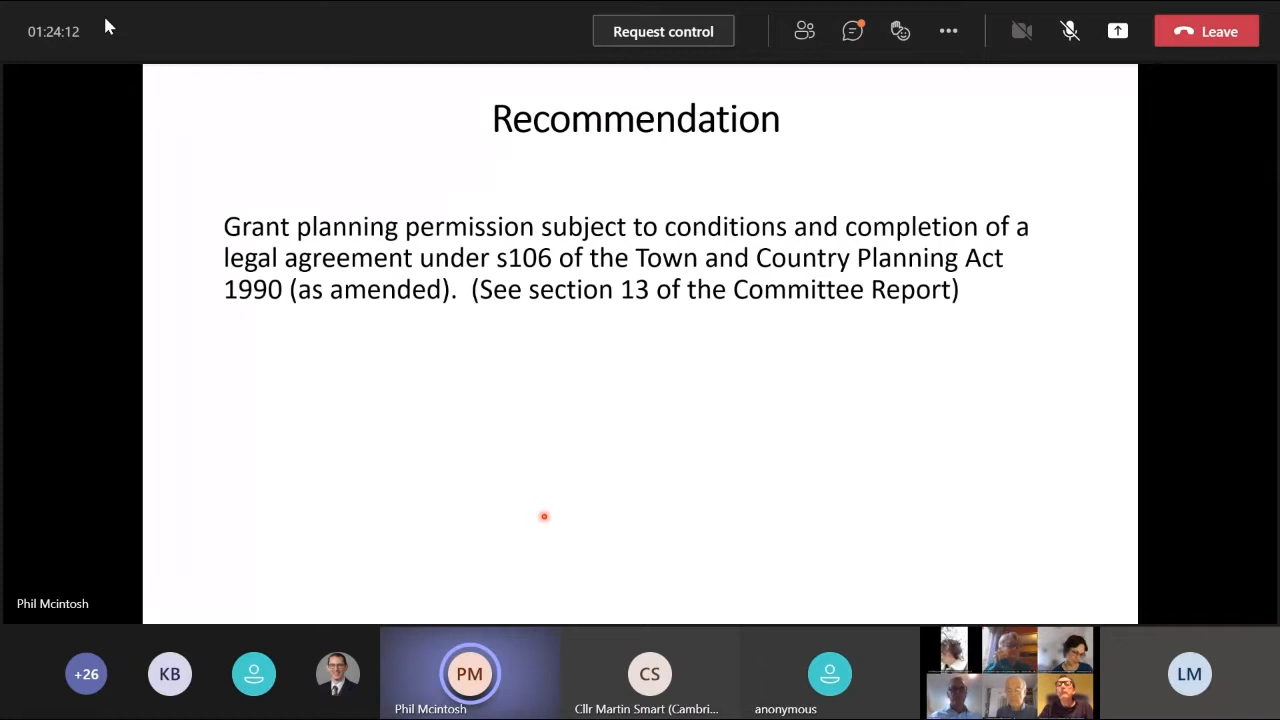 01:24:12
Request control
Leave
Recommendation
Grant planning permission subject to conditions and completion of a
legal agreement under s106 of the Town and Country Planning Act
1990 (as amended).  (See section 13 of the Committee Report)
Phil Mcintosh
+26
KB
PM
Phil Mcintosh
CS
Cllr Martin Smart (Cambri...
anonymous
LM